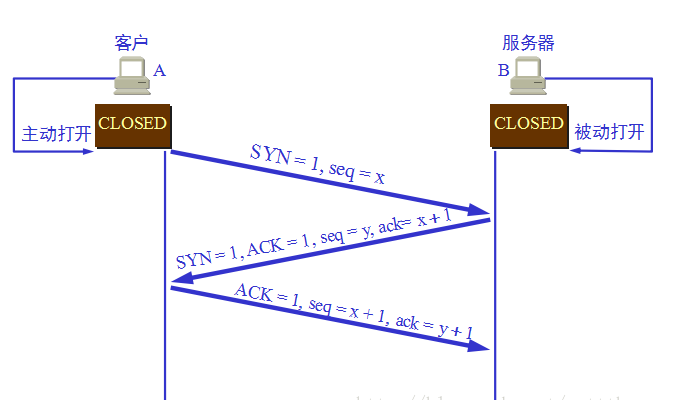 客户
服务器
A
B
主动打开
CLOSED
CLOSED
被动打开
SYN = 1, seq = x
SYN = 1, ACK = 1, seq = y, ack= x + 1
ACK = 1, seq = x + 1, ack = y + 1